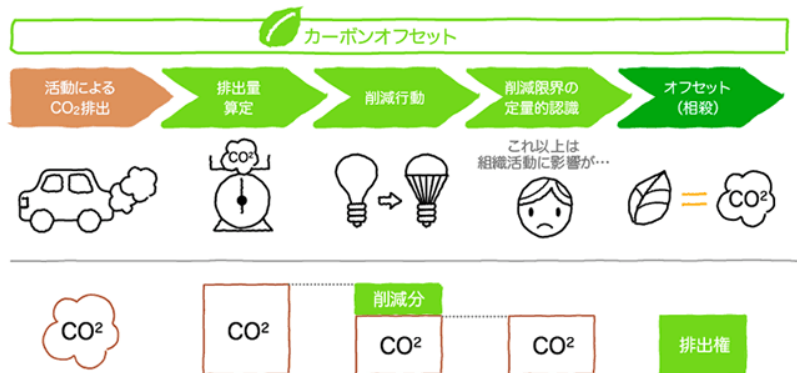 カーボンオフセット
活動による
CO₂排出
排出量
算定
削減行動
削減限界の
定量的認識
オフセット
(相殺)
これ以上は
組織活動に影響が…
CO²
=
CO²
削減分
CO²
CO²
CO²
CO²
排出権